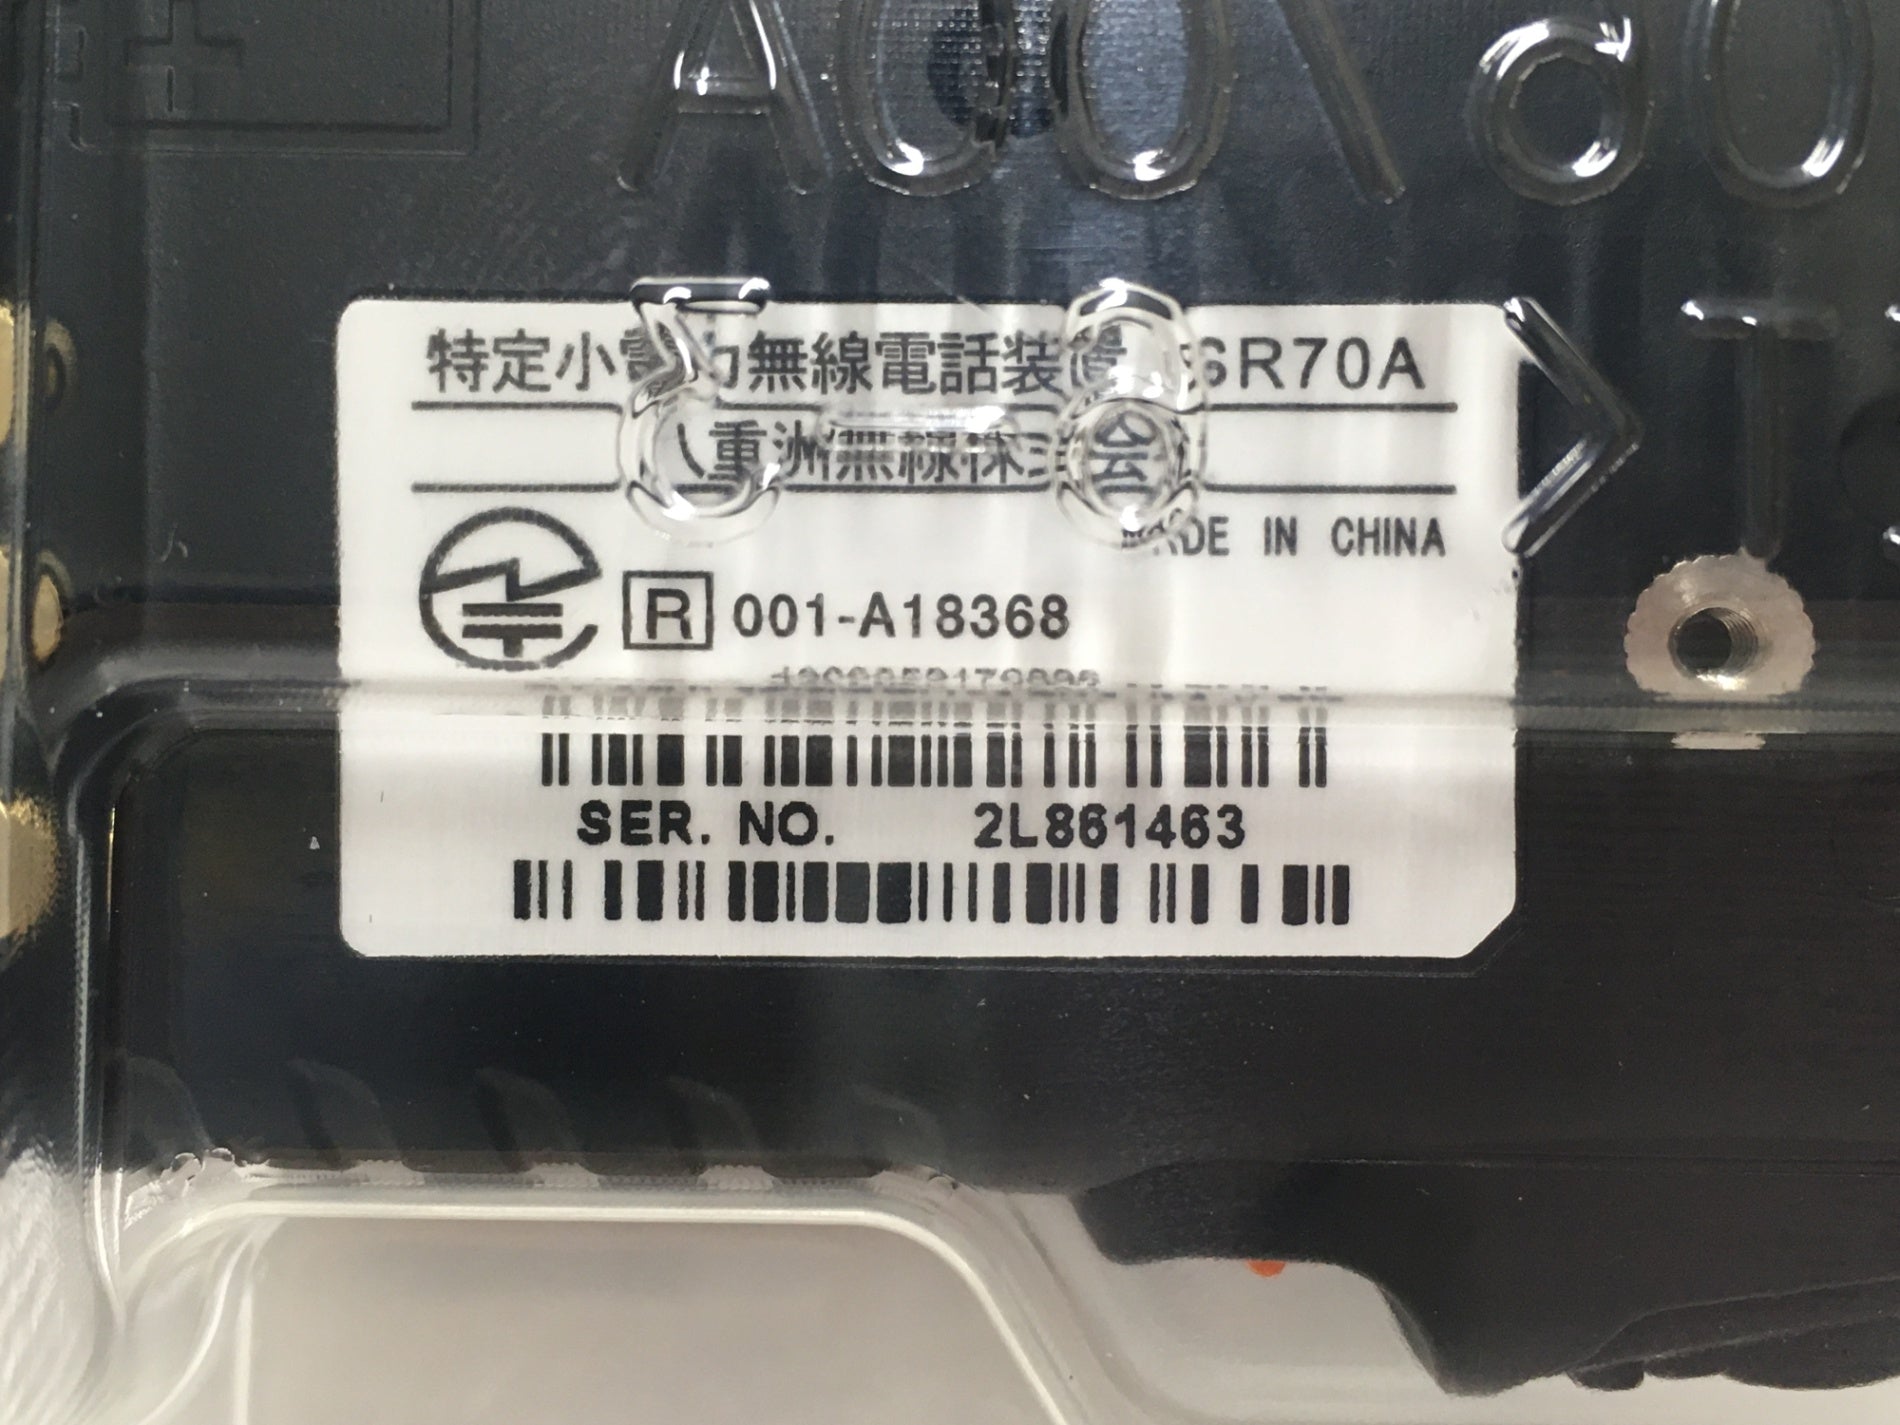 特定小電力無線電話装置 SR70A
八重洲無線株式会
MADE IN CHINA
R 001-A18368
SER. NO. 2L861463